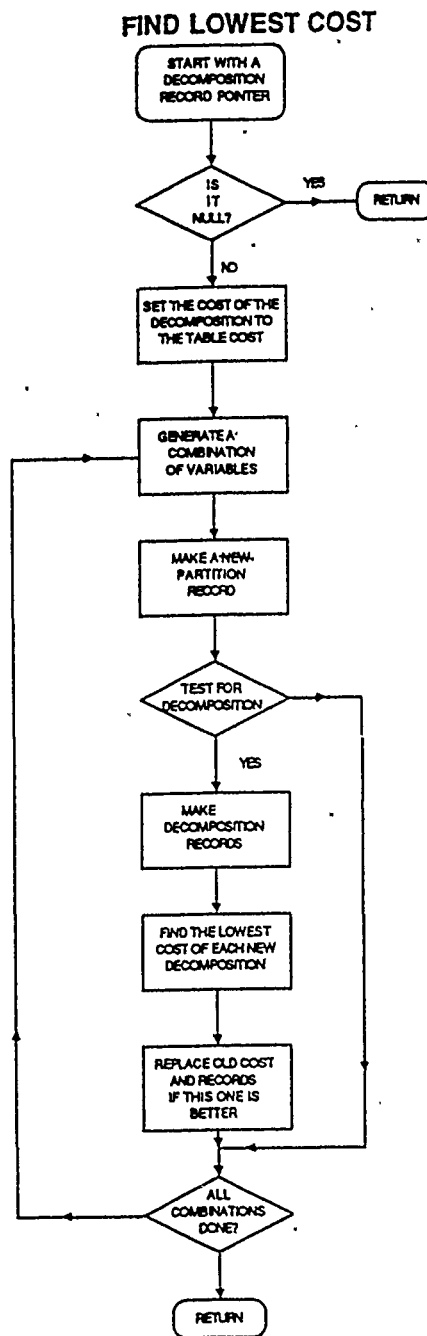 FIND LOWEST COST
START WITH A
DECOMPOSITION
RECORD POINTER
IS
IT
NULL?
YES
RETURN
NO
SET THE COST OF THE
DECOMPOSITION TO
THE TABLE COST
GENERATE A
COMBINATION
OF VARIABLES
MAKE A NEW
PARTITION
RECORD
TEST FOR
DECOMPOSITION
YES
MAKE
DECOMPOSITION
RECORDS
FIND THE LOWEST
COST OF EACH NEW
DECOMPOSITION
REPLACE OLD COST
AND RECORDS
IF THIS ONE IS
BETTER
ALL
COMBINATIONS
DONE?
RETURN